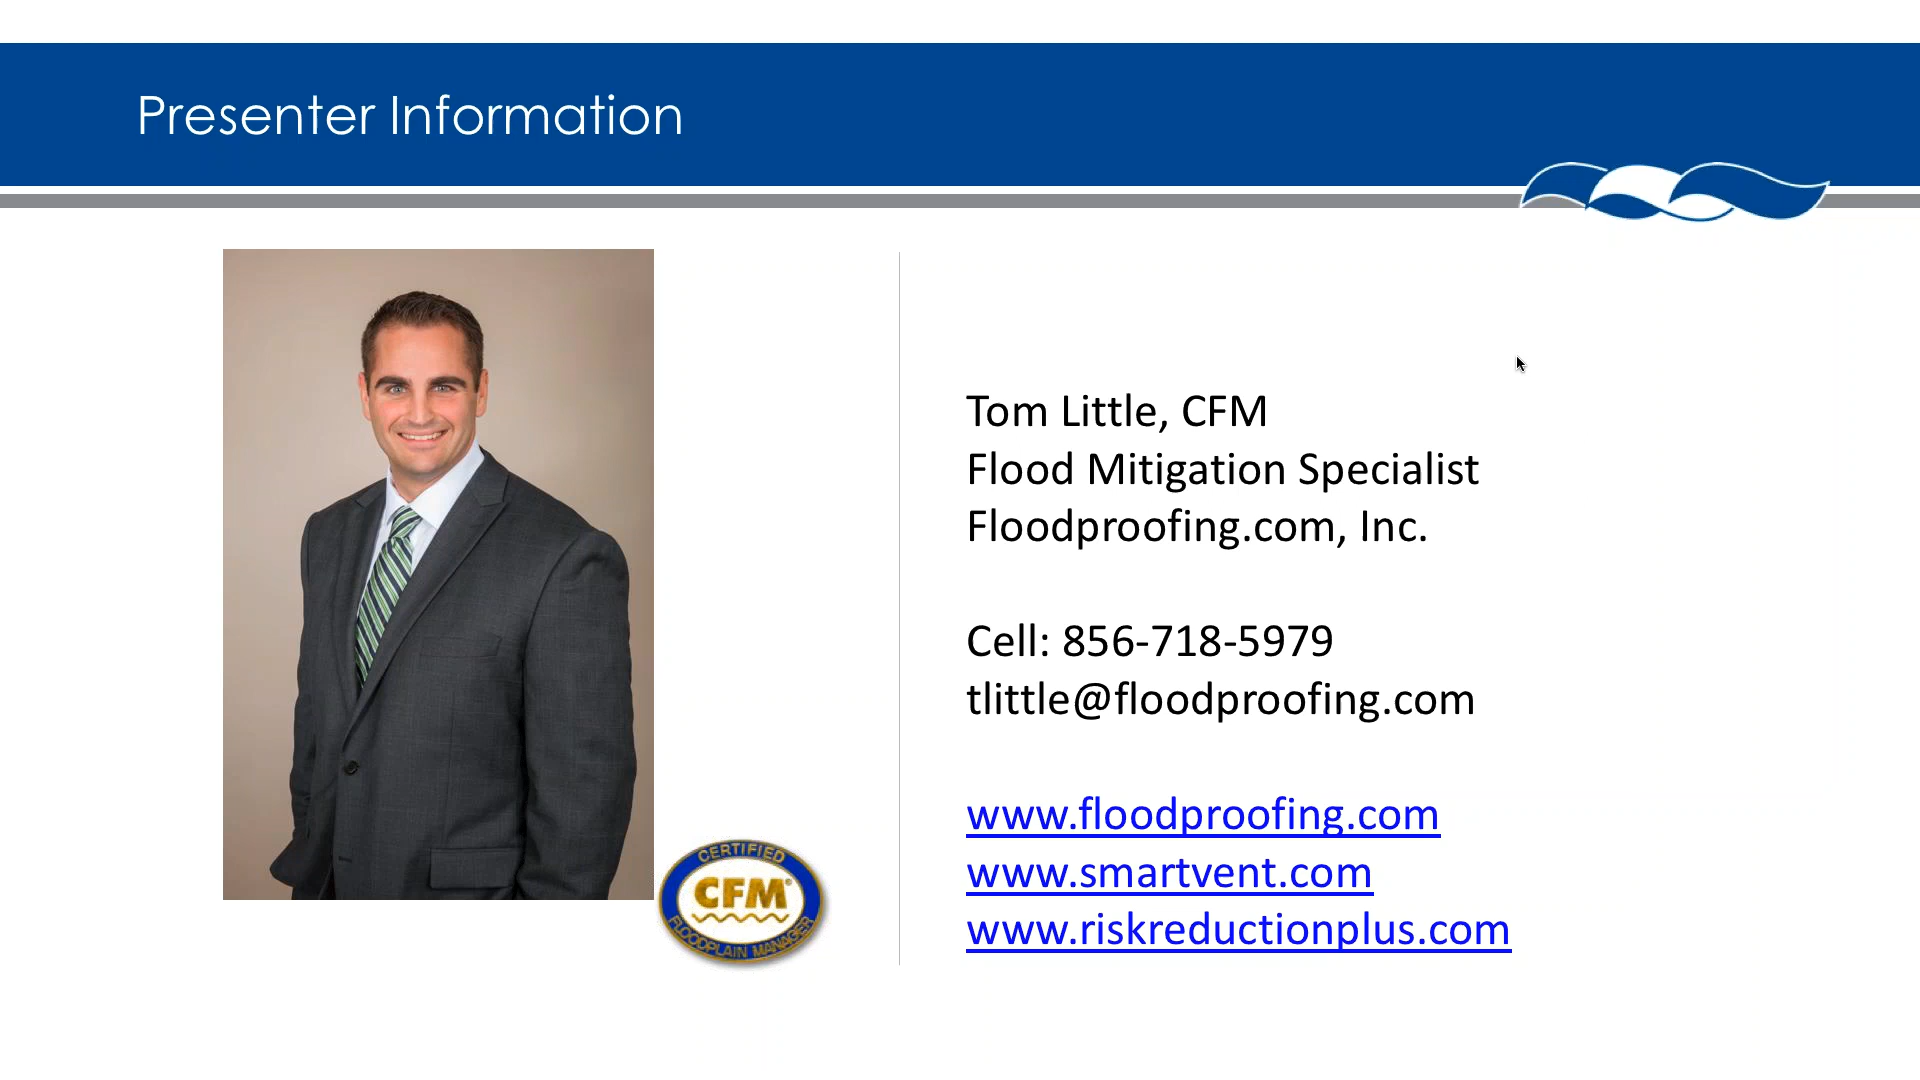 Presenter Information
Tom Little, CFM
Flood Mitigation Specialist
Floodproofing.com, Inc.
Cell: 856-718-5979
tlittle@floodproofing.com
www.floodproofing.com
www.smartvent.com
www.riskreductionplus.com
CERTIFIED
CFM®
FLOODPLAIN MANAGER